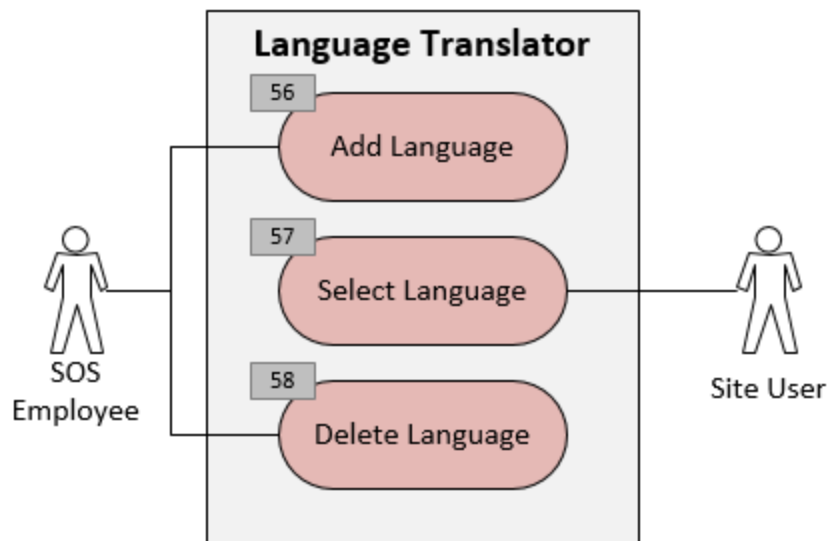 Language Translator
56
Add Language
57
Select Language
58
Delete Language
SOS
Employee
Site User